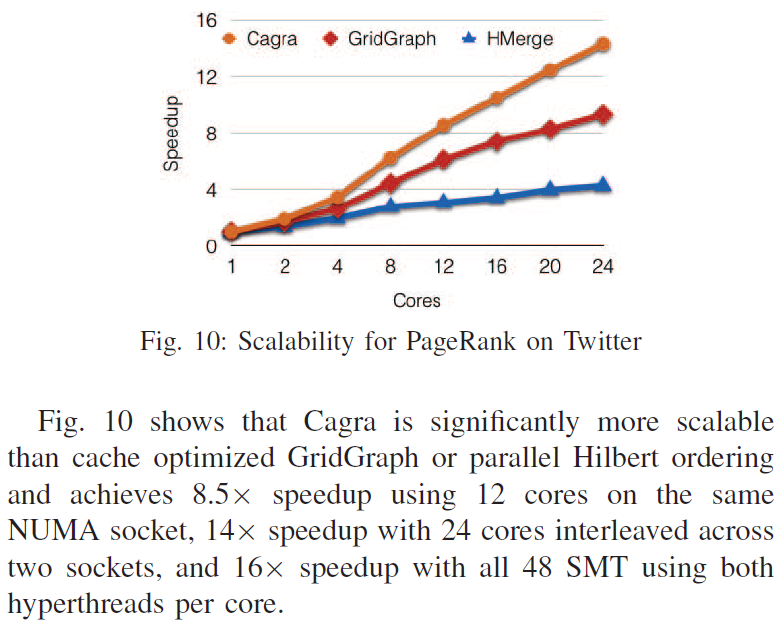 16
Cagra GridGraph HMerge
12
8
4
0
Speedup
1 2 4 8 12 16 20 24
Cores
Fig. 10: Scalability for PageRank on Twitter
Fig. 10 shows that Cagra is significantly more scalable
than cache optimized GridGraph or parallel Hilbert ordering
and achieves 8.5× speedup using 12 cores on the same
NUMA socket, 14× speedup with 24 cores interleaved across
two sockets, and 16× speedup with all 48 SMT using both
hyperthreads per core.